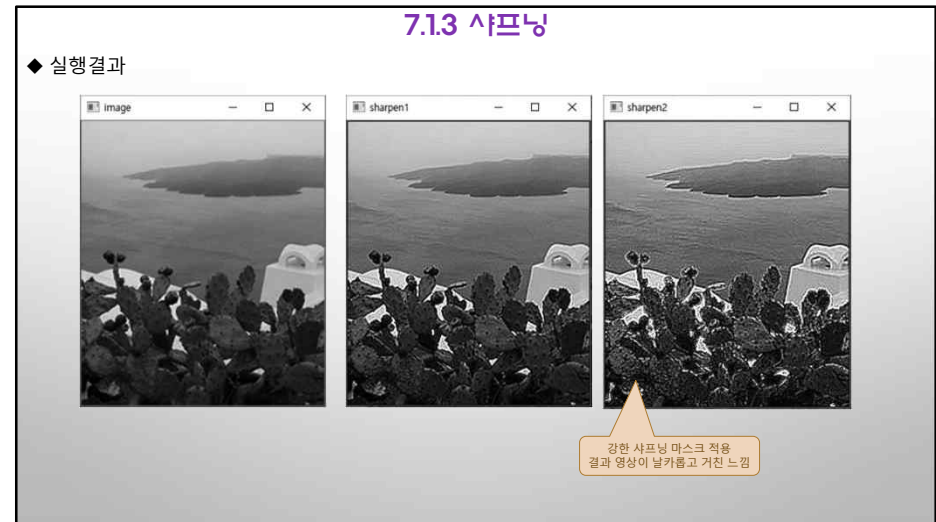 7.1.3 샤프닝
◆ 실행결과
image
sharpen1
sharpen2
강한 샤프닝 마스크 적용
결과 영상이 날카롭고 거친 느낌